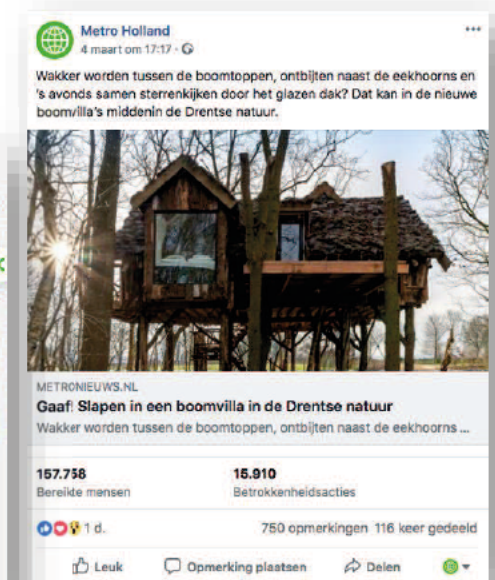 Metro Holland
4 maart om 17:17 ·
Wakker worden tussen de boomtoppen, ontbijten naast de eekhoorns en
's avonds samen sterrenkijken door het glazen dak? Dat kan in de nieuwe
boomvilla's middenin de Drentse natuur.
METRONIEUWS.NL
Gaaf! Slapen in een boomvilla in de Drentse natuur
Wakker worden tussen de boomtoppen, ontbijten naast de eekhoorns ...
157.758 15.910
Bereikte mensen Betrokkenheidsacties
1 d. 750 opmerkingen 116 keer gedeeld
Leuk Opmerking plaatsen Delen